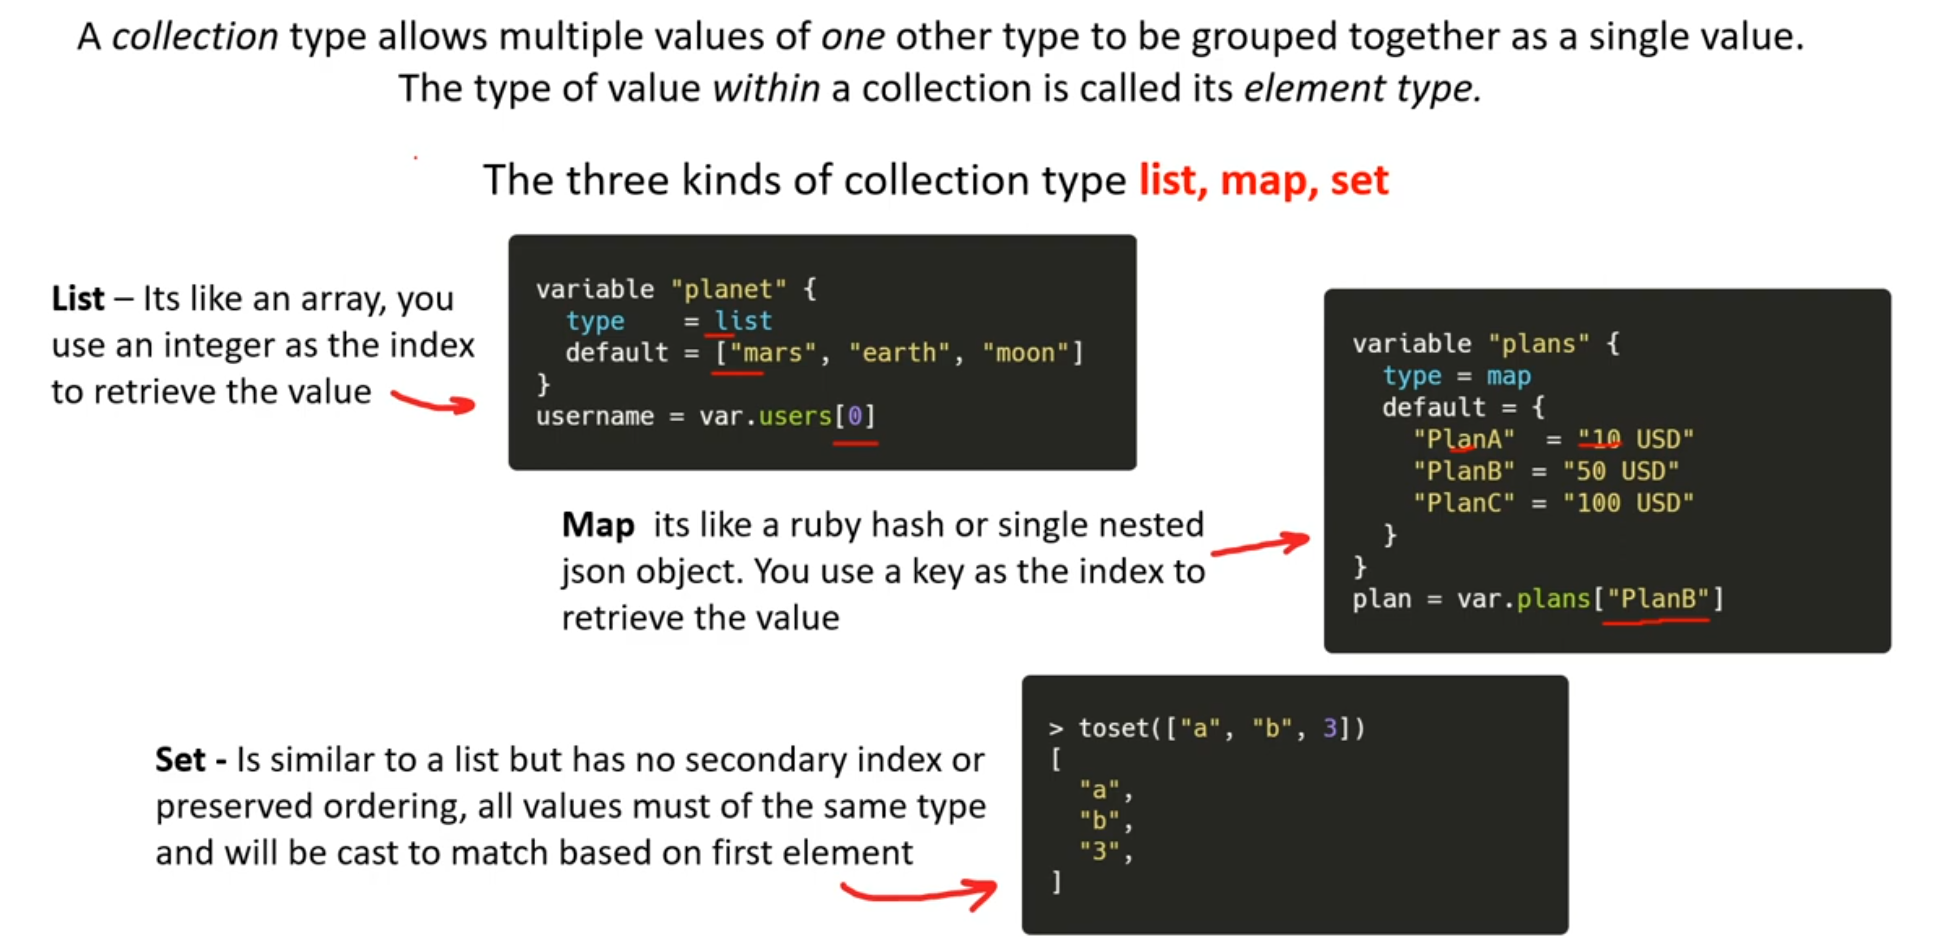 A collection type allows multiple values of one other type to be grouped together as a single value.
The type of value within a collection is called its element type.
The three kinds of collection type list, map, set
List – Its like an array, you
use an integer as the index
to retrieve the value
variable "planet" {
  type    = list
  default = ["mars", "earth", "moon"]
}
username = var.users[0]
Map  its like a ruby hash or single nested
json object. You use a key as the index to
retrieve the value
variable "plans" {
  type = map
  default = {
    "PlanA"  = "10 USD"
    "PlanB" = "50 USD"
    "PlanC" = "100 USD"
  }
}
plan = var.plans["PlanB"]
Set - Is similar to a list but has no secondary index or
preserved ordering, all values must of the same type
and will be cast to match based on first element
> toset(["a", "b", 3])
[
  "a",
  "b",
  "3",
]